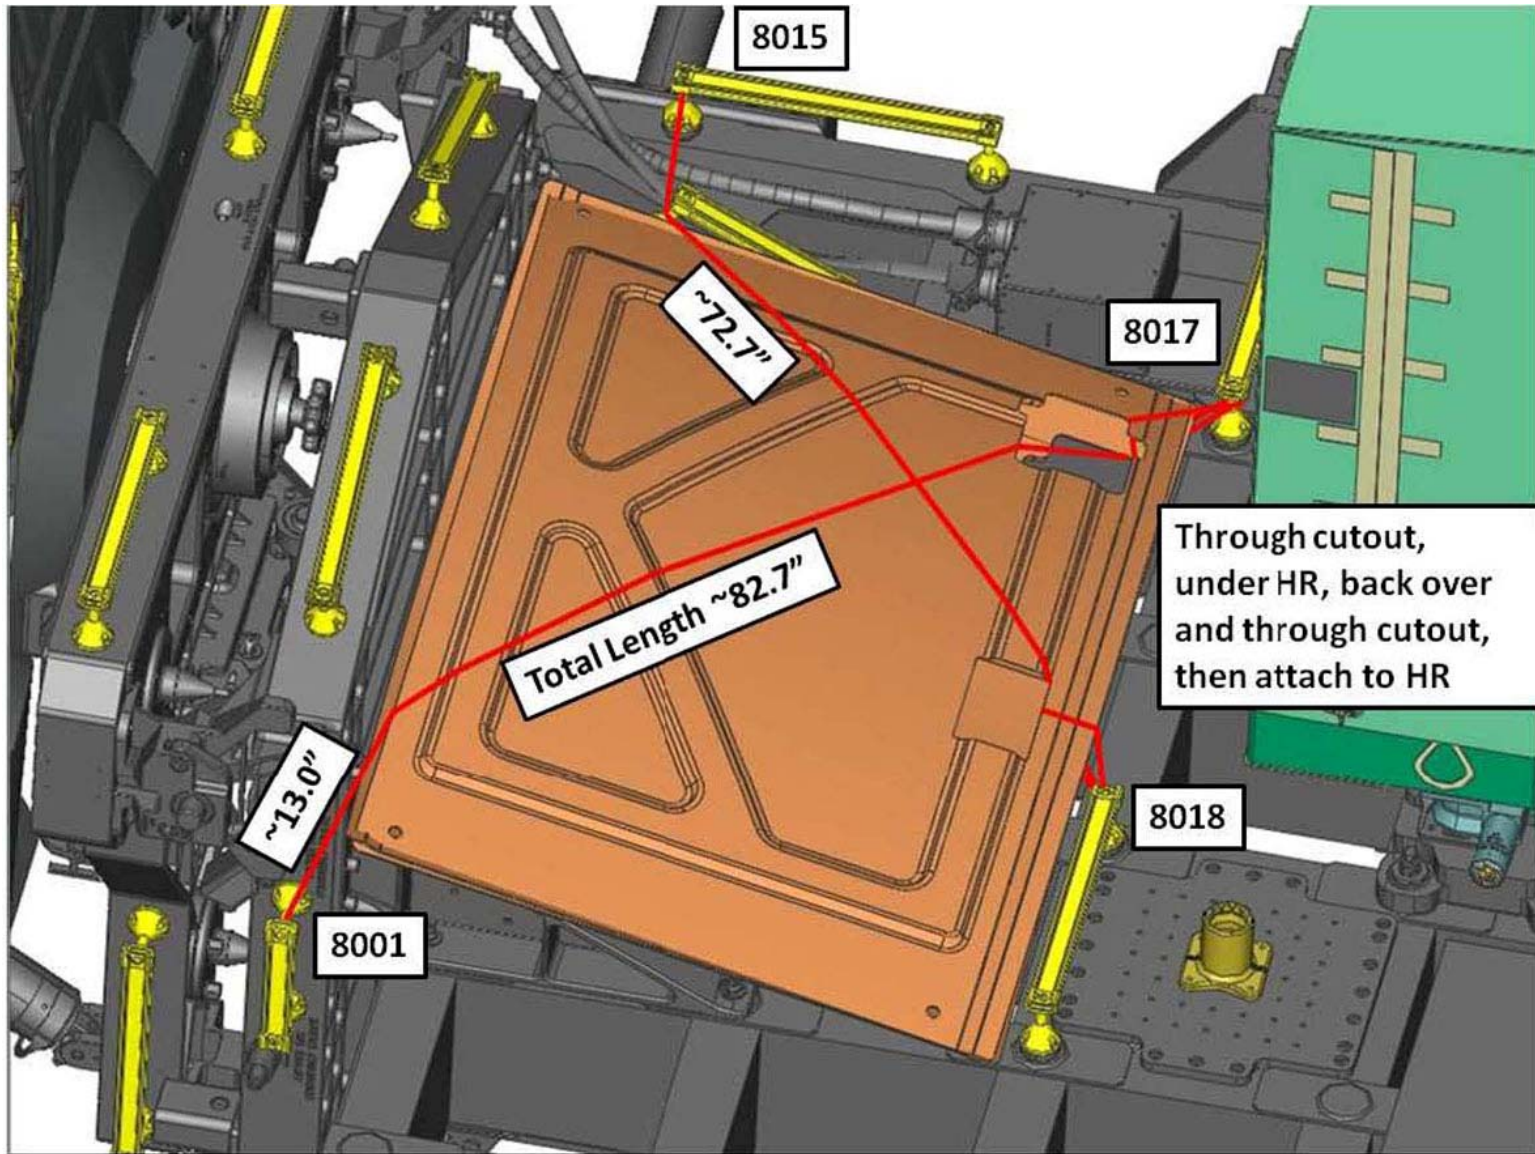 8015
~72.7”
8017
Through cutout,
under HR, back over
and through cutout,
then attach to HR
Total Length ~82.7”
~13.0”
8018
8001